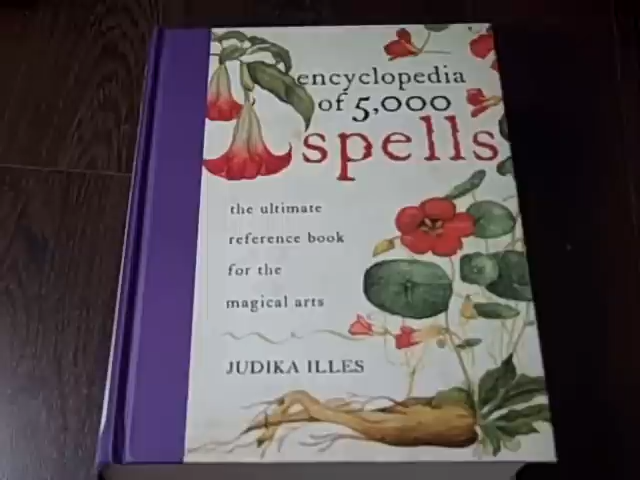 encyclopedia
of 5,000
spells
the ultimate
reference book
for the
magical arts
JUDIKA ILLES